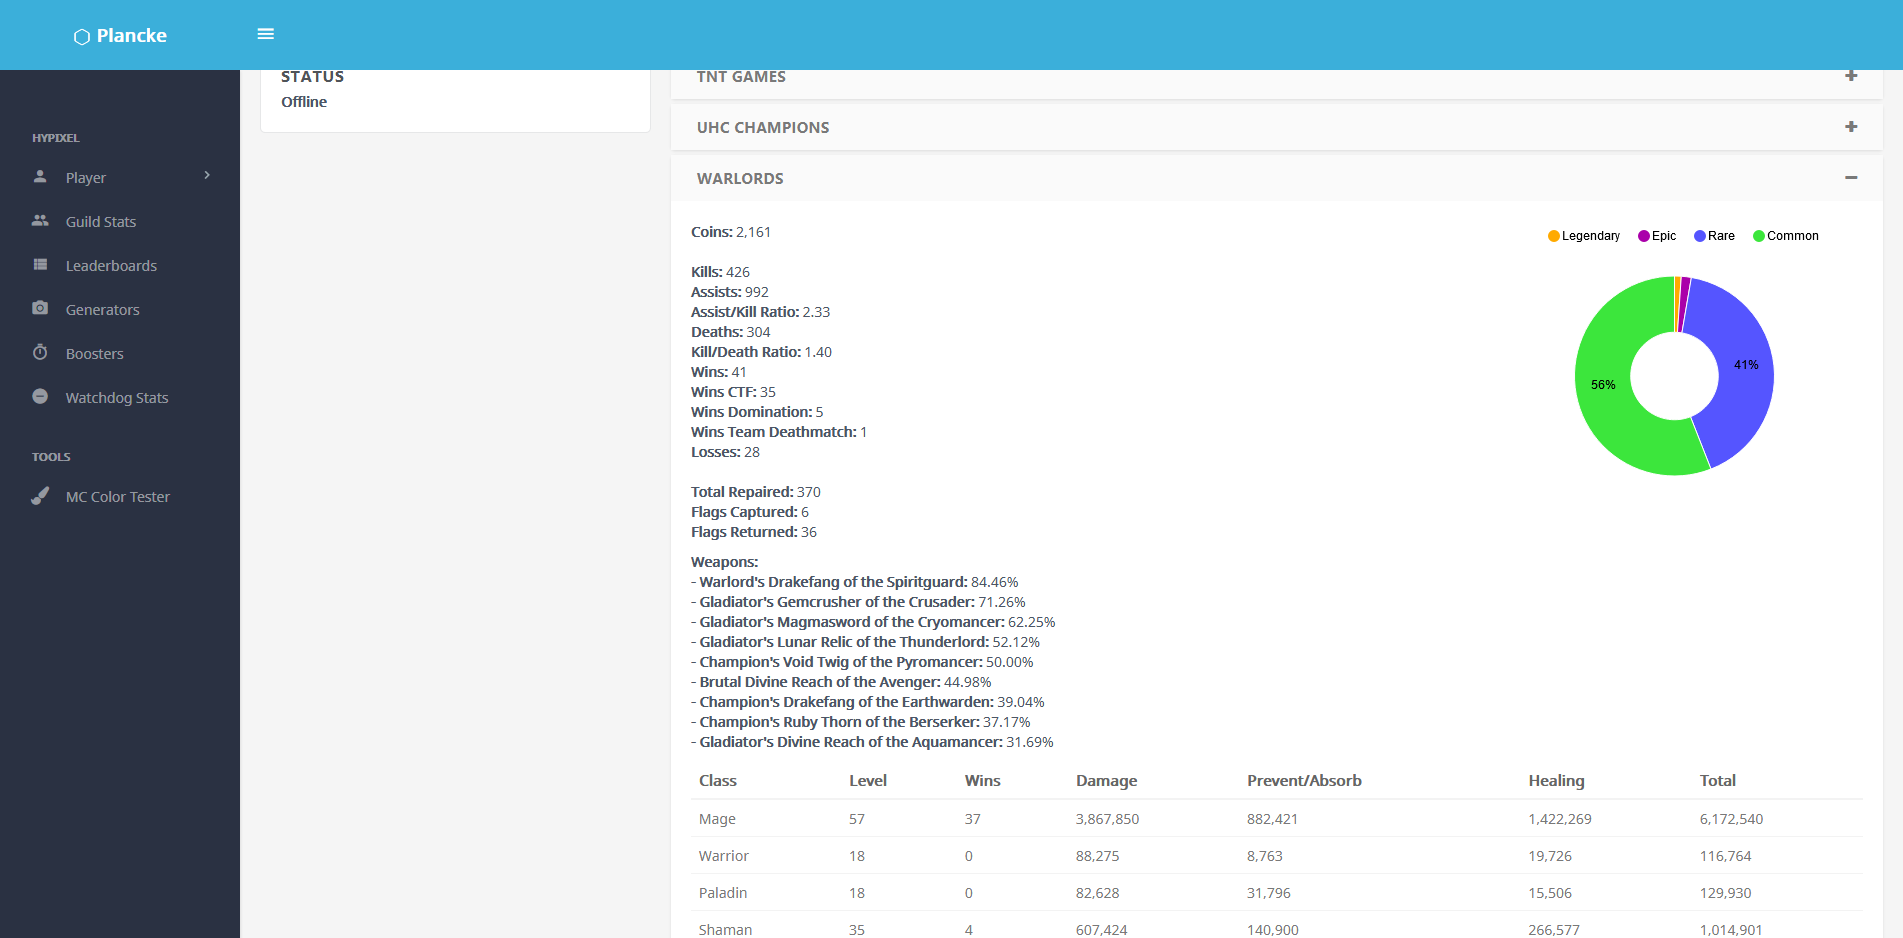 Plancke
HYPIXEL
Player
Guild Stats
Leaderboards
Generators
Boosters
Watchdog Stats
TOOLS
MC Color Tester
STATUS
Offline
TNT GAMES
UHC CHAMPIONS
WARLORDS
Coins: 2,161
Kills: 426
Assists: 992
Assist/Kill Ratio: 2.33
Deaths: 304
Kill/Death Ratio: 1.40
Wins: 41
Wins CTF: 35
Wins Domination: 5
Wins Team Deathmatch: 1
Losses: 28
Total Repaired: 370
Flags Captured: 6
Flags Returned: 36
Weapons:
- Warlord's Drakefang of the Spiritguard: 84.46%
- Gladiator's Gemcrusher of the Crusader: 71.26%
- Gladiator's Magmasword of the Cryomancer: 62.25%
- Gladiator's Lunar Relic of the Thunderlord: 52.12%
- Champion's Void Twig of the Pyromancer: 50.00%
- Brutal Divine Reach of the Avenger: 44.98%
- Champion's Drakefang of the Earthwarden: 39.04%
- Champion's Ruby Thorn of the Berserker: 37.17%
- Gladiator's Divine Reach of the Aquamancer: 31.69%
Legendary Epic Rare Common
41%
56%
Class Level Wins Damage Prevent/Absorb Healing Total
Mage 57 37 3,867,850 882,421 1,422,269 6,172,540
Warrior 18 0 88,275 8,763 19,726 116,764
Paladin 18 0 82,628 31,796 15,506 129,930
Shaman 35 4 607,424 140,900 266,577 1,014,901